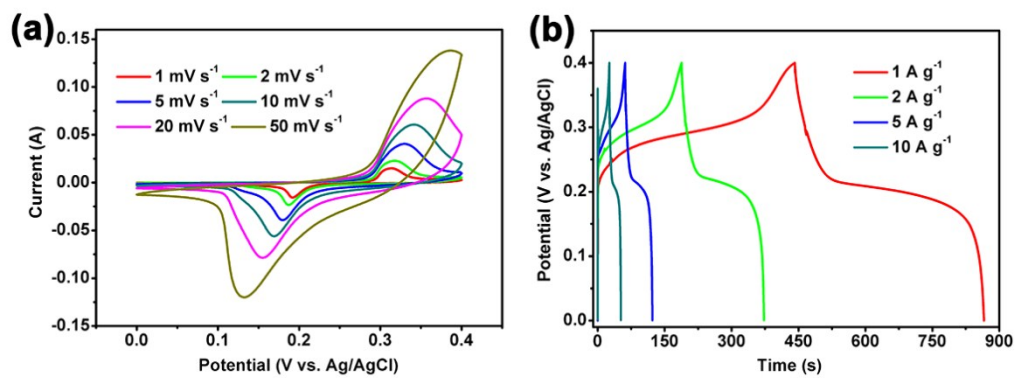 (a)
0.15
0.10
0.05
0.00
-0.05
-0.10
-0.15
Current (A)
1 mV s⁻¹ 2 mV s⁻¹
5 mV s⁻¹ 10 mV s⁻¹
20 mV s⁻¹ 50 mV s⁻¹
0.0 0.1 0.2 0.3 0.4
Potential (V vs. Ag/AgCl)
(b)
0.4
0.3
0.2
0.1
0.0
Potential (V vs. Ag/AgCl)
1 A g⁻¹
2 A g⁻¹
5 A g⁻¹
10 A g⁻¹
0 150 300 450 600 750 900
Time (s)